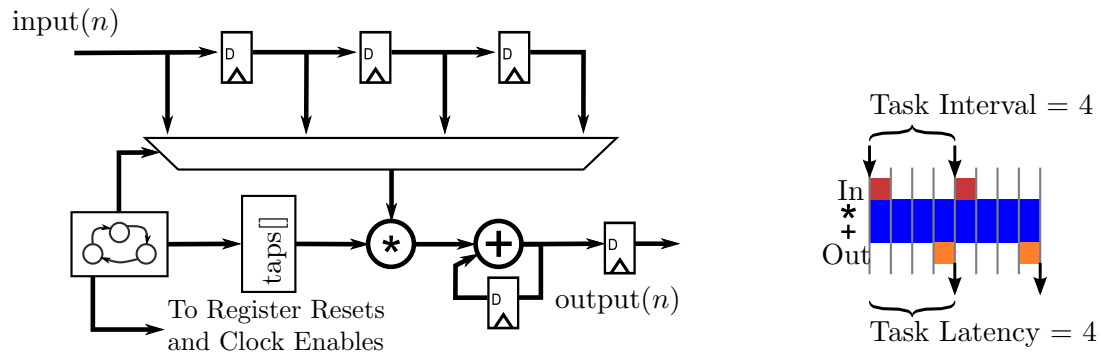 input(n)
D
D
D
taps[]
*
+
D
D
output(n)
To Register Resets
and Clock Enables
Task Interval = 4
In
*
+
Out
Task Latency = 4